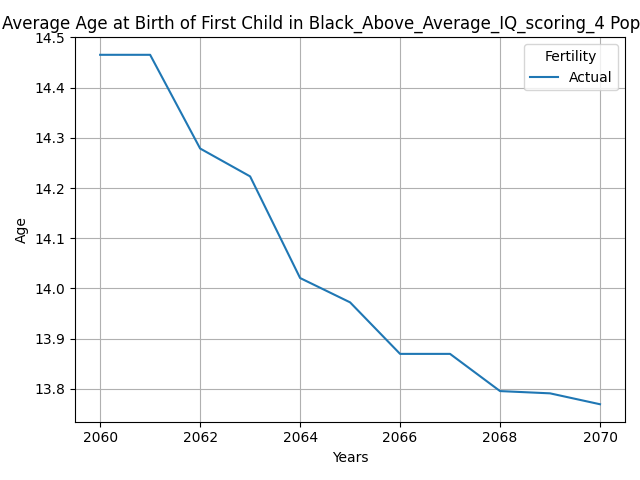 Average Age at Birth of First Child in Black_Above_Average_IQ_scoring_4 Pop
14.5
14.4
14.3
14.2
14.1
14.0
13.9
13.8
Age
Fertility
Actual
2060 2062 2064 2066 2068 2070
Years